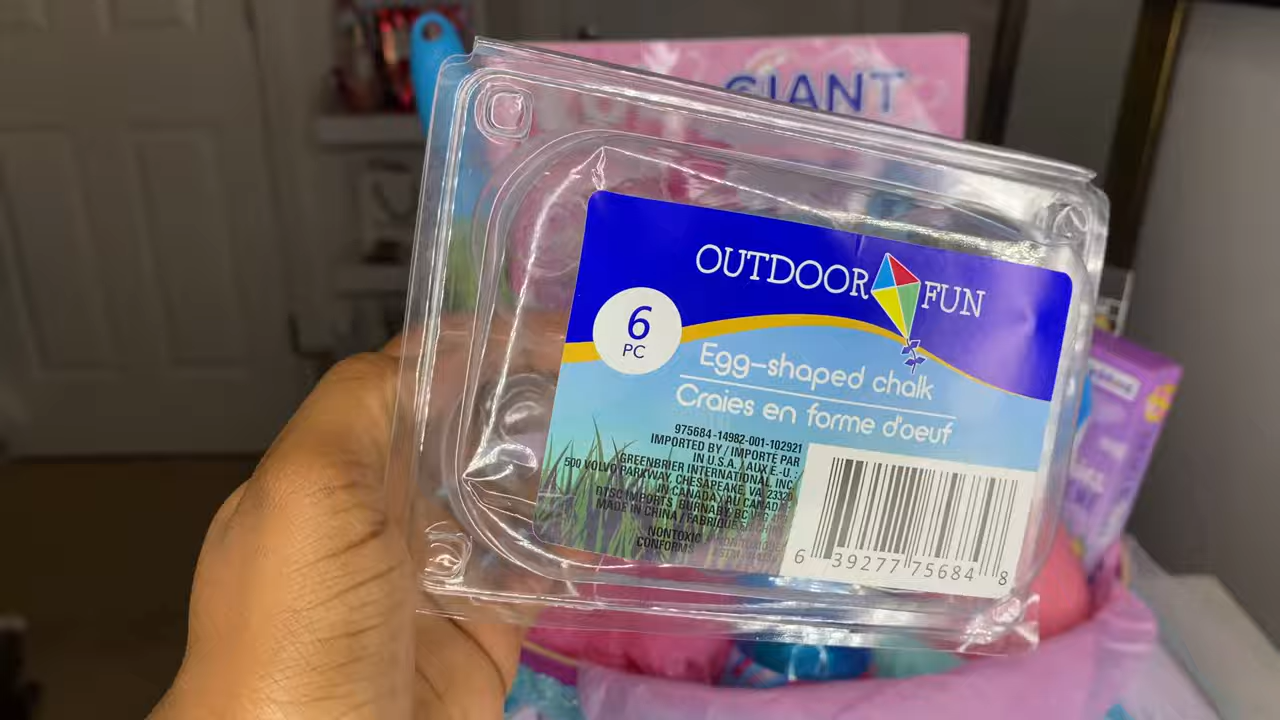 GIANT
OUTDOOR FUN
6
PC
Egg-shaped chalk
Craies en forme d'oeuf
975684-14982-001-102921
IMPORTED BY / IMPORTÉ PAR
IN U.S.A. / AUX E.-U. :
GREENBRIER INTERNATIONAL, INC.
500 VOLVO PARKWAY, CHESAPEAKE, VA 23320
IN CANADA / AU CANADA
DTSC IMPORTS, BURNABY, BC
MADE IN CHINA / FABRIQUÉ
NONTOXIC
CONFORMS
6 39277 75684 8